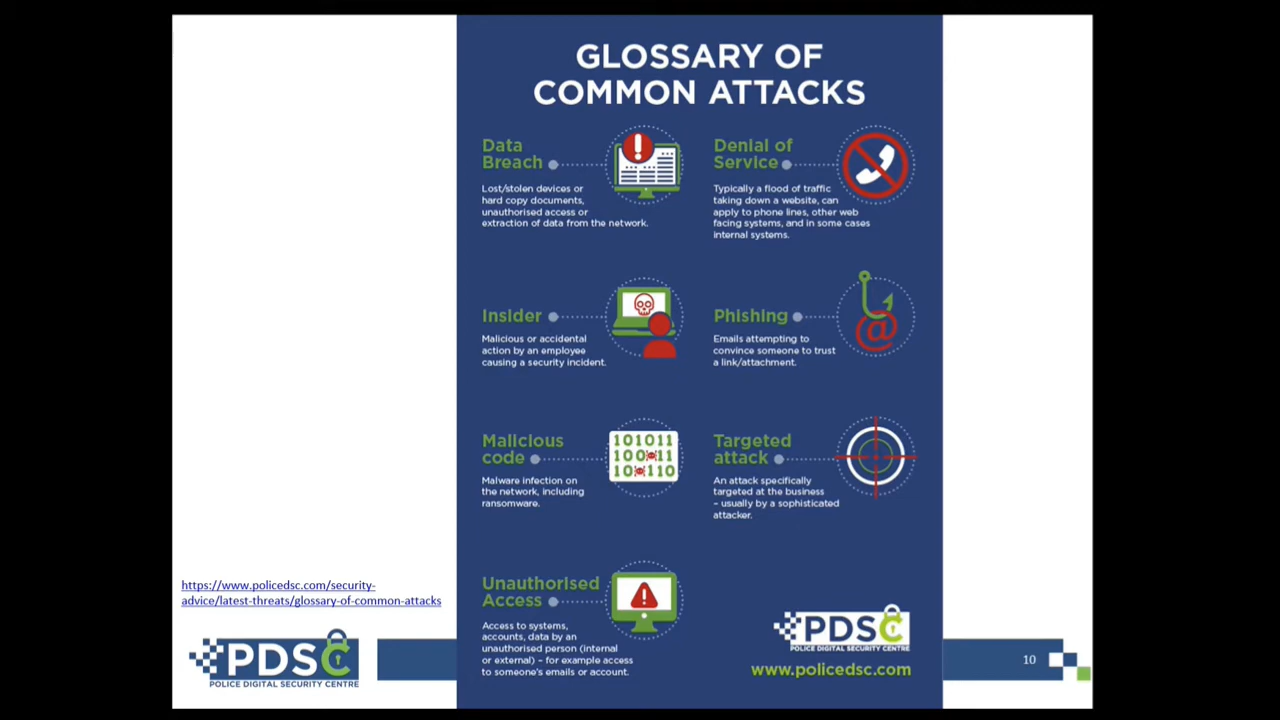 GLOSSARY OF
COMMON ATTACKS
Data
Breach
Lost/stolen devices or
hard copy documents,
unauthorised access or
extraction of data from the network.
Denial of
Service
Typically a flood of traffic
taking down a website, can
apply to phone lines, other web
facing systems, and in some cases
internal systems.
Insider
Malicious or accidental
action by an employee
causing a security incident.
Phishing
Emails attempting to
convince someone to trust
a link/attachment.
Malicious
code
Malware infection on
the network, including
ransomware.
101011
100 11
10 110
Targeted
attack
An attack specifically
targeted at the business
– usually by a sophisticated
attacker.
Unauthorised
Access
Access to systems,
accounts, data by an
unauthorised person (internal
or external) – for example access
to someone's emails or account.
PDSC
POLICE DIGITAL SECURITY CENTRE
www.policedsc.com
https://www.policedsc.com/security-
advice/latest-threats/glossary-of-common-attacks
PDSC
POLICE DIGITAL SECURITY CENTRE
10